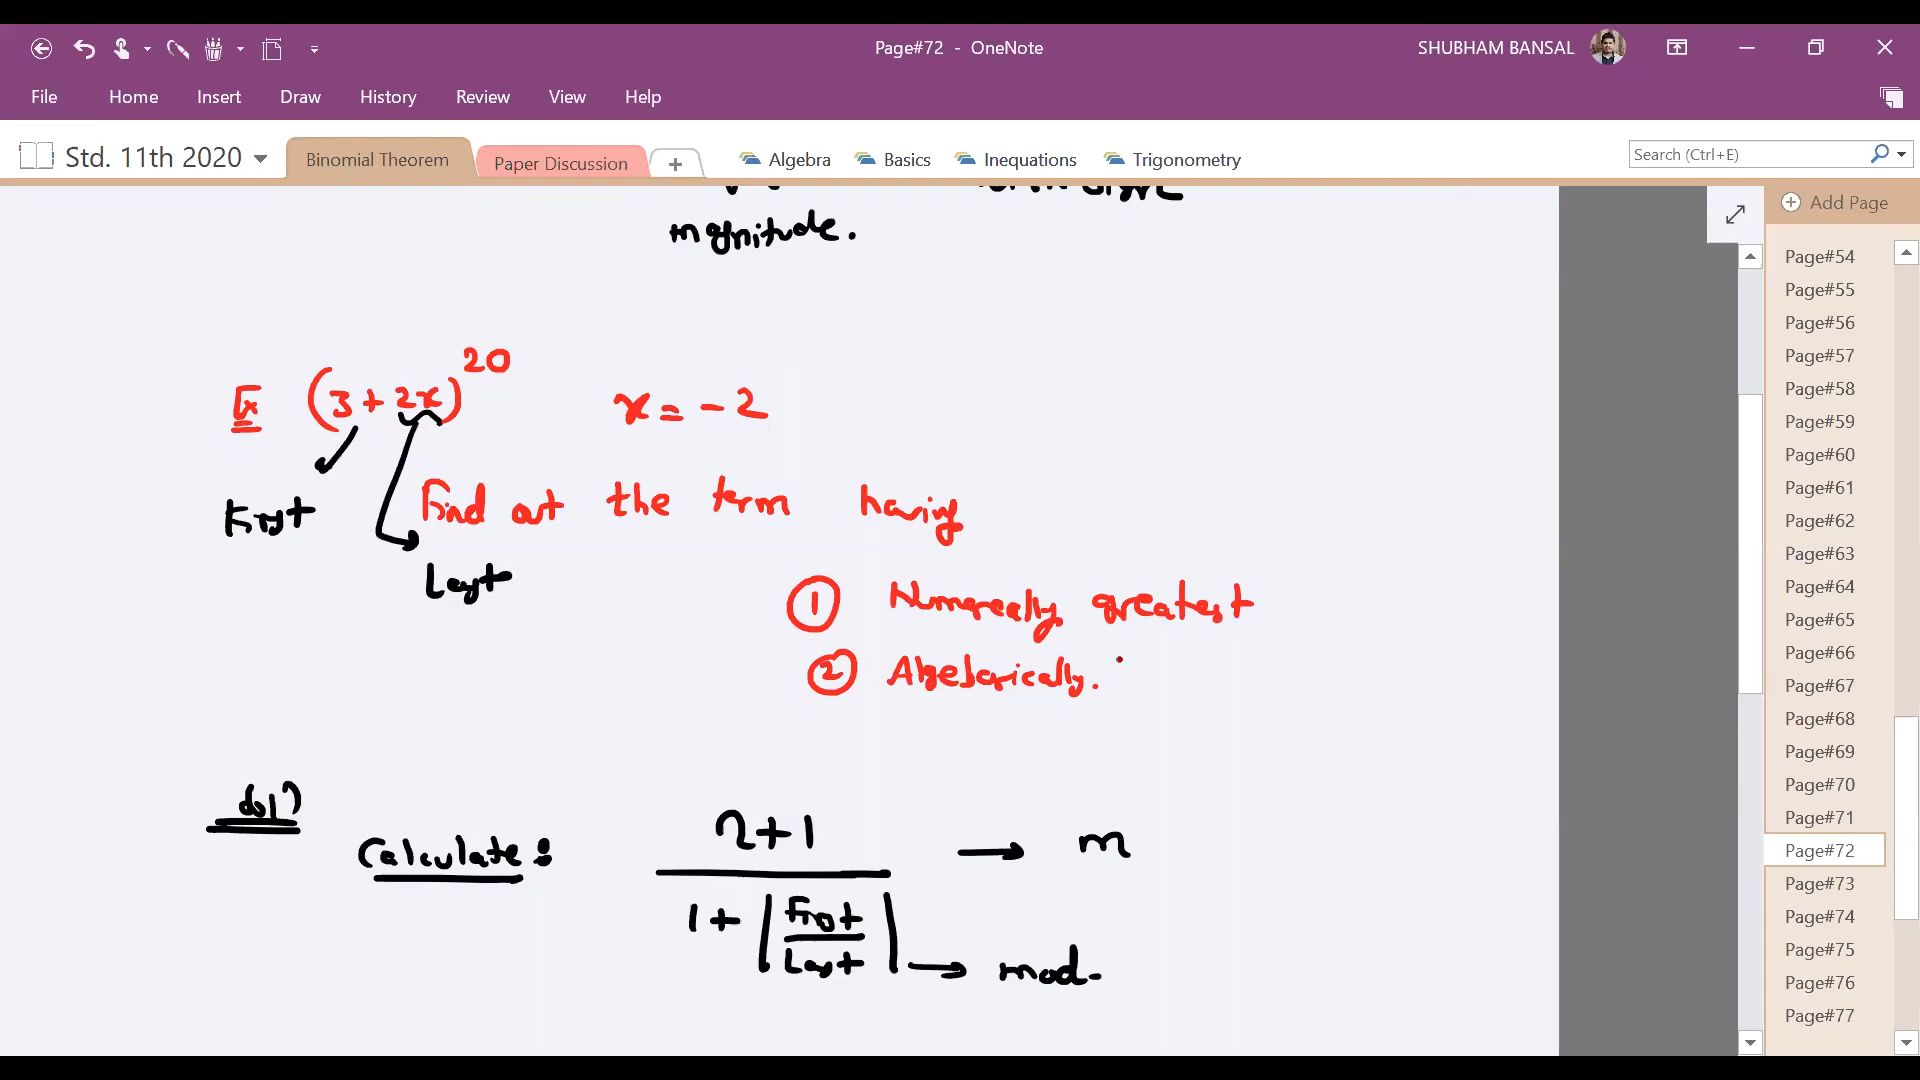 Page#72 - OneNote
SHUBHAM BANSAL
File Home Insert Draw History Review View Help
Std. 11th 2020
Binomial Theorem
Paper Discussion
+
Algebra
Basics
Inequations
Trigonometry
Search (Ctrl+E)
Add Page
magnitude.
Ex (3 + 2x)^20 x = -2
First
Find out the term having
Last
① Numerically greatest
② Algebrically.
Sol^n
Calculate: (n+1)/(1+|First/Last|) → m
→ mod-
Page#54
Page#55
Page#56
Page#57
Page#58
Page#59
Page#60
Page#61
Page#62
Page#63
Page#64
Page#65
Page#66
Page#67
Page#68
Page#69
Page#70
Page#71
Page#72
Page#73
Page#74
Page#75
Page#76
Page#77